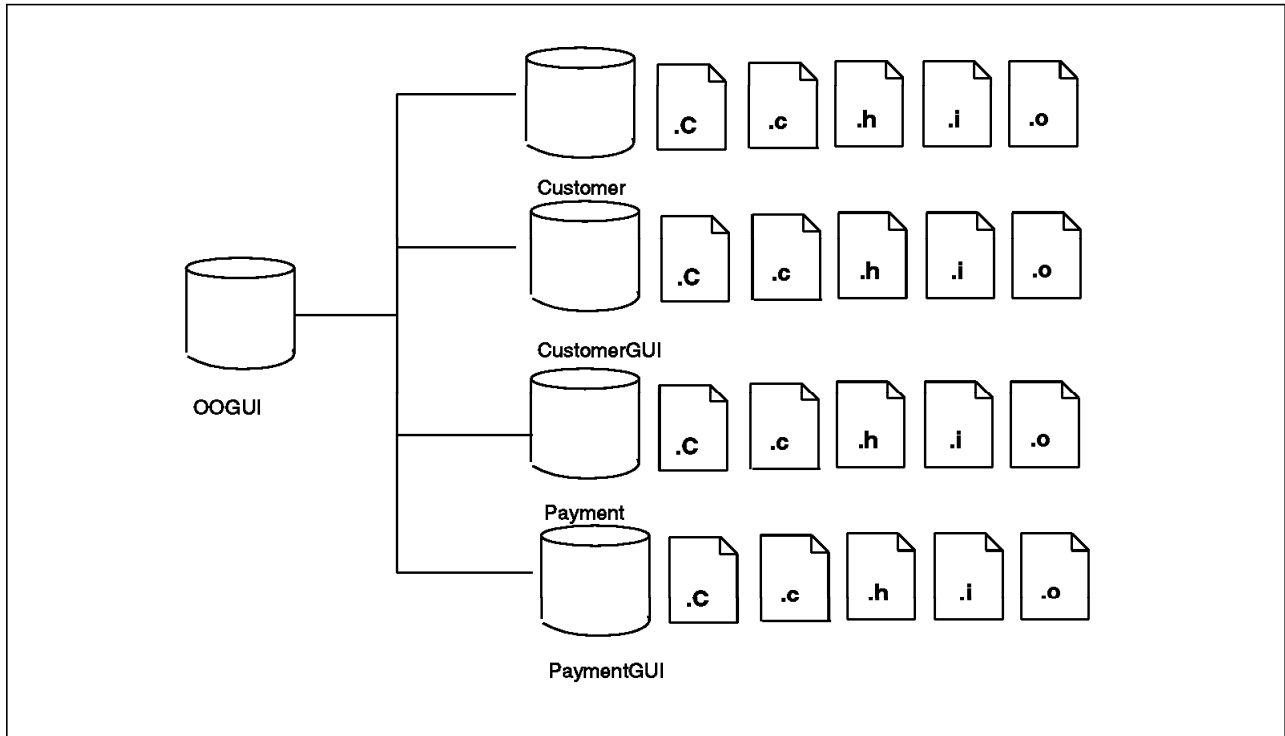 .C .c .h .i .o
Customer
.C .c .h .i .o
CustomerGUI
OOGUI
.C .c .h .i .o
Payment
.C .c .h .i .o
PaymentGUI